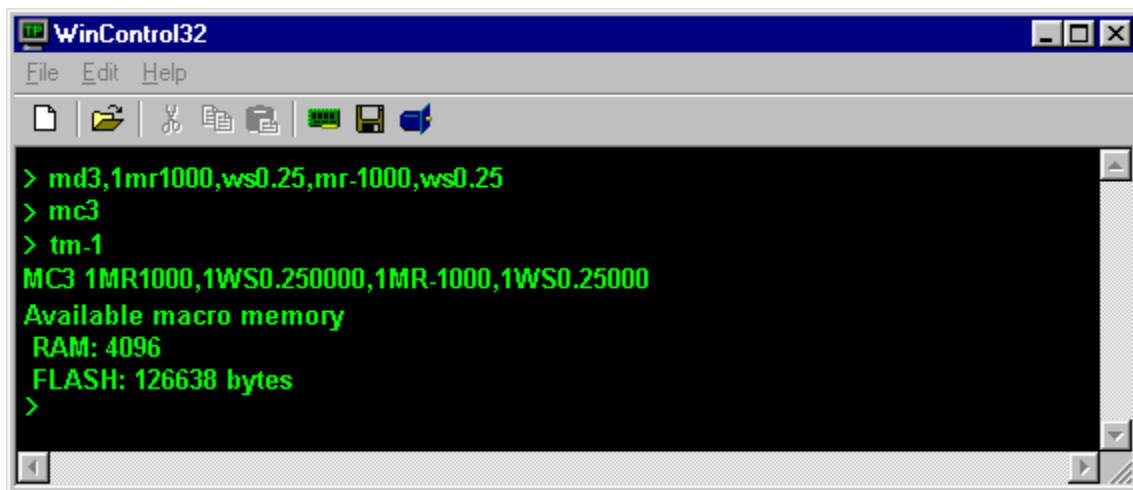 TP WinControl32
File Edit Help
> md3,1mr1000,ws0.25,mr-1000,ws0.25
> mc3
> tm-1
MC3 1MR1000,1WS0.250000,1MR-1000,1WS0.25000
Available macro memory
RAM: 4096
FLASH: 126638 bytes
>